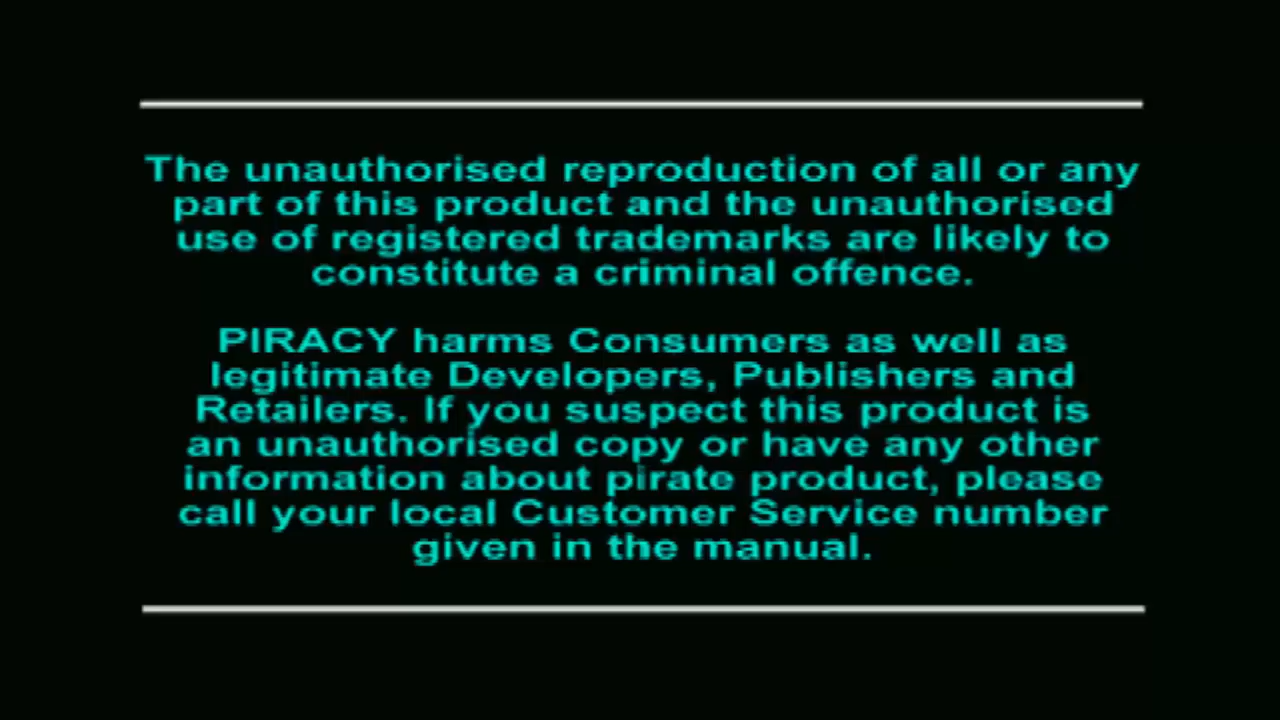 The unauthorised reproduction of all or any
part of this product and the unauthorised
use of registered trademarks are likely to
constitute a criminal offence.
PIRACY harms Consumers as well as
legitimate Developers, Publishers and
Retailers. If you suspect this product is
an unauthorised copy or have any other
information about pirate product, please
call your local Customer Service number
given in the manual.